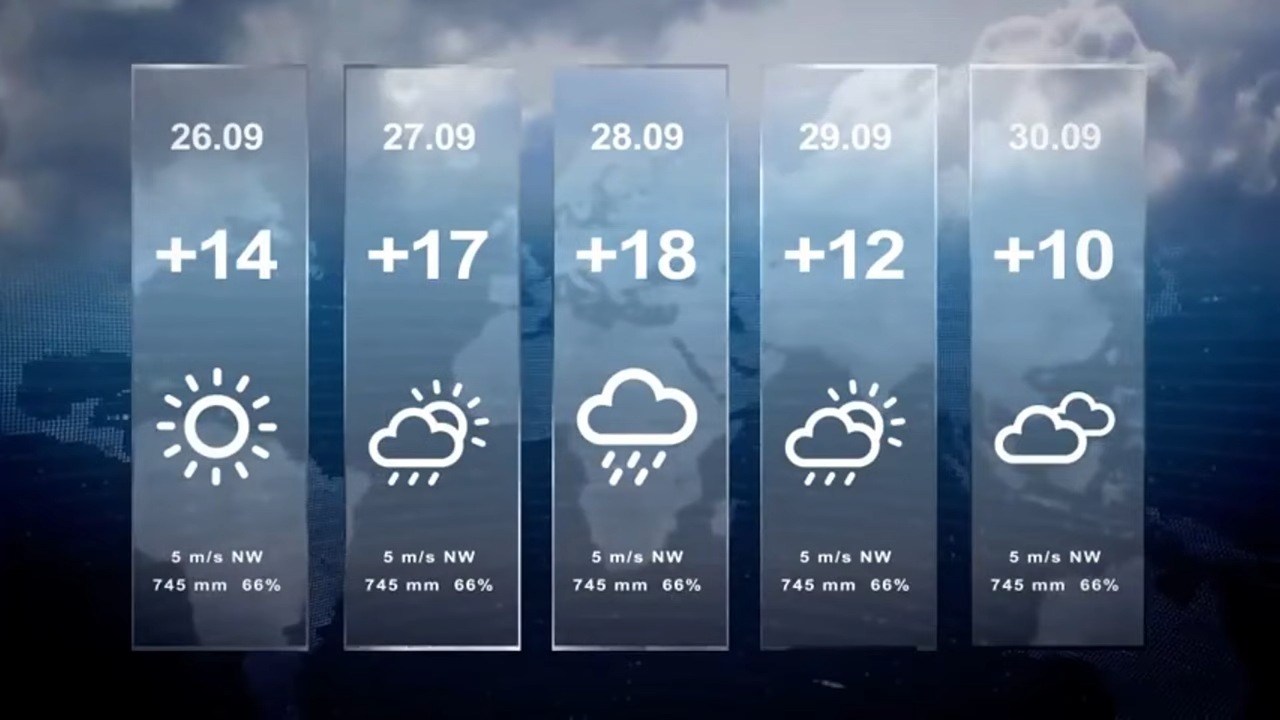 26.09
+14
5 m/s NW
745 mm 66%
27.09
+17
5 m/s NW
745 mm 66%
28.09
+18
5 m/s NW
745 mm 66%
29.09
+12
5 m/s NW
745 mm 66%
30.09
+10
5 m/s NW
745 mm 66%